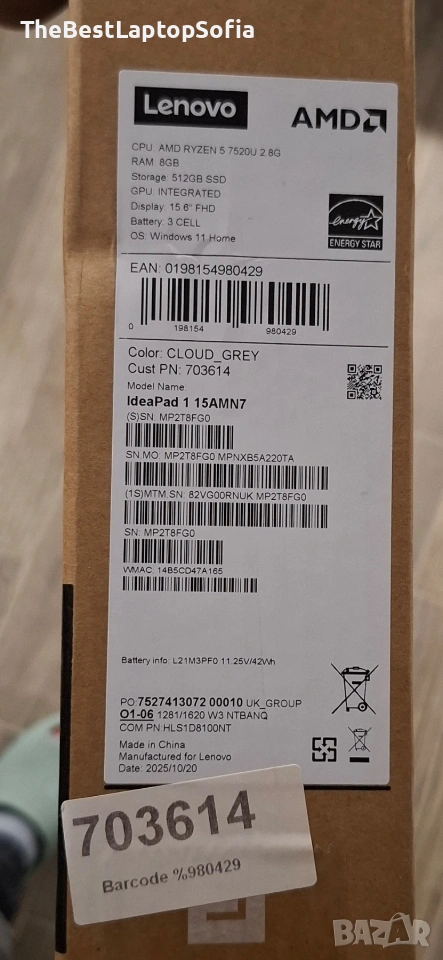 TheBestLaptopSofia
Lenovo
AMD
CPU: AMD RYZEN 5 7520U 2.8G
RAM: 8GB
Storage: 512GB SSD
GPU: INTEGRATED
Display: 15.6" FHD
Battery: 3 CELL
OS: Windows 11 Home
energy
ENERGY STAR
EAN: 0198154980429
0 198154 980429
Color: CLOUD_GREY
Cust PN: 703614
Model Name
IdeaPad 1 15AMN7
(S)SN: MP2T8FG0
SN MO: MP2T8FG0 MPNXB5A220TA
(1S)MTM SN: 82VG00RNUK MP2T8FG0
SN: MP2T8FG0
WMAC: 14B5CD47A165
Battery info: L21M3PF0 11.25V/42Wh
PO:7527413072 00010 UK_GROUP
O1-06 1281/1620 W3 NTBANQ
COM PN:HLS1D8100NT
Made in China
Manufactured for Lenovo
Date: 2025/10/20
703614
Barcode %980429
BAZAR